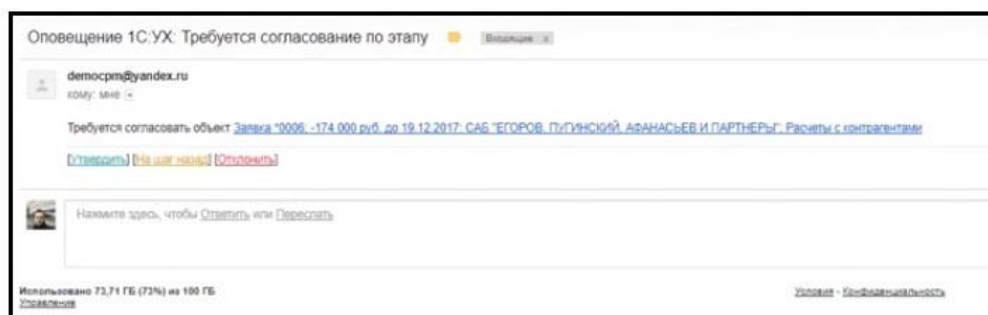 Оповещение 1С:УХ: Требуется согласование по этапу Входящие x
democpm@yandex.ru
кому: мне
Требуется согласовать объект Заявка *0006; -174 000 руб. до 19.12.2017; САБ "ЕГОРОВ, ПУГИНСКИЙ, АФАНАСЬЕВ И ПАРТНЕРЫ"; Расчеты с контрагентами
[Утвердить] [На шаг назад] [Отклонить]
Нажмите здесь, чтобы Ответить или Переслать
Использовано 73,71 ГБ (73%) из 100 ГБ
Управление
Условия - Конфиденциальность